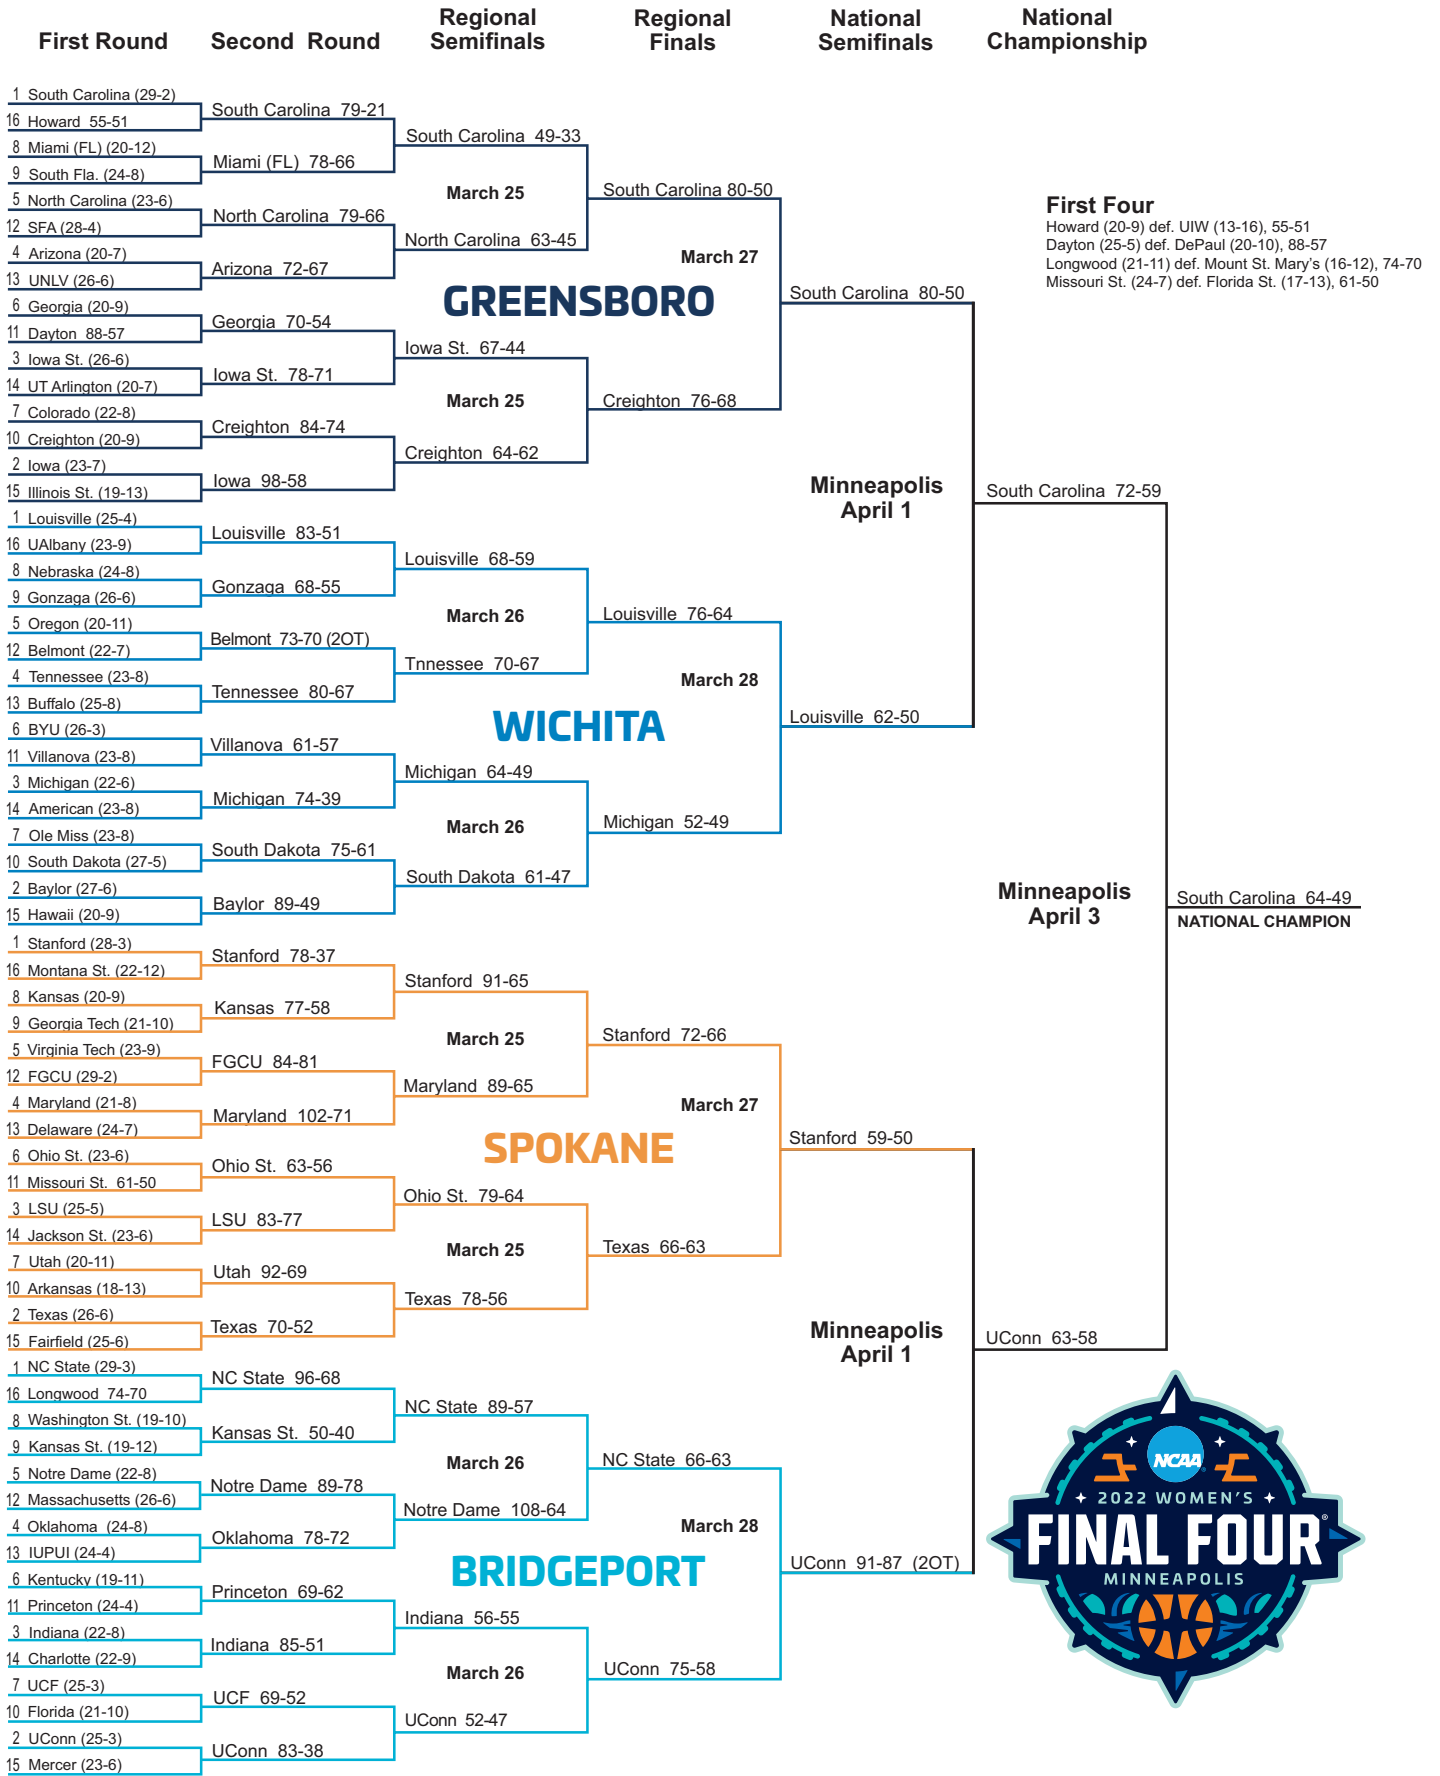 First Round
Second Round
Regional
Semifinals
Regional
Finals
National
Semifinals
National
Championship
1 South Carolina (29-2)
16 Howard 55-51
8 Miami (FL) (20-12)
9 South Fla. (24-8)
5 North Carolina (23-6)
12 SFA (28-4)
4 Arizona (20-7)
13 UNLV (26-6)
6 Georgia (20-9)
11 Dayton 88-57
3 Iowa St. (26-6)
14 UT Arlington (20-7)
7 Colorado (22-8)
10 Creighton (20-9)
2 Iowa (23-7)
15 Illinois St. (19-13)
1 Louisville (25-4)
16 UAlbany (23-9)
8 Nebraska (24-8)
9 Gonzaga (26-6)
5 Oregon (20-11)
12 Belmont (22-7)
4 Tennessee (23-8)
13 Buffalo (25-8)
6 BYU (26-3)
11 Villanova (23-8)
3 Michigan (22-6)
14 American (23-8)
7 Ole Miss (23-8)
10 South Dakota (27-5)
2 Baylor (27-6)
15 Hawaii (20-9)
1 Stanford (28-3)
16 Montana St. (22-12)
8 Kansas (20-9)
9 Georgia Tech (21-10)
5 Virginia Tech (23-9)
12 FGCU (29-2)
4 Maryland (21-8)
13 Delaware (24-7)
6 Ohio St. (23-6)
11 Missouri St. 61-50
3 LSU (25-5)
14 Jackson St. (23-6)
7 Utah (20-11)
10 Arkansas (18-13)
2 Texas (26-6)
15 Fairfield (25-6)
1 NC State (29-3)
16 Longwood 74-70
8 Washington St. (19-10)
9 Kansas St. (19-12)
5 Notre Dame (22-8)
12 Massachusetts (26-6)
4 Oklahoma (24-8)
13 IUPUI (24-4)
6 Kentucky (19-11)
11 Princeton (24-4)
3 Indiana (22-8)
14 Charlotte (22-9)
7 UCF (25-3)
10 Florida (21-10)
2 UConn (25-3)
15 Mercer (23-6)
South Carolina 79-21
Miami (FL) 78-66
North Carolina 79-66
Arizona 72-67
Georgia 70-54
Iowa St. 78-71
Creighton 84-74
Iowa 98-58
Louisville 83-51
Gonzaga 68-55
Belmont 73-70 (2OT)
Tennessee 80-67
Villanova 61-57
Michigan 74-39
South Dakota 75-61
Baylor 89-49
Stanford 78-37
Kansas 77-58
FGCU 84-81
Maryland 102-71
Ohio St. 63-56
LSU 83-77
Utah 92-69
Texas 70-52
NC State 96-68
Kansas St. 50-40
Notre Dame 89-78
Oklahoma 78-72
Princeton 69-62
Indiana 85-51
UCF 69-52
UConn 83-38
South Carolina 49-33
March 25
North Carolina 63-45
GREENSBORO
Iowa St. 67-44
March 25
Creighton 64-62
Louisville 68-59
March 26
Tnnessee 70-67
WICHITA
Michigan 64-49
March 26
South Dakota 61-47
Stanford 91-65
March 25
Maryland 89-65
SPOKANE
Ohio St. 79-64
March 25
Texas 78-56
NC State 89-57
March 26
Notre Dame 108-64
BRIDGEPORT
Indiana 56-55
March 26
UConn 52-47
South Carolina 80-50
March 27
Creighton 76-68
Louisville 76-64
March 28
Michigan 52-49
Stanford 72-66
March 27
Texas 66-63
NC State 66-63
March 28
UConn 75-58
South Carolina 80-50
Minneapolis
April 1
Louisville 62-50
Stanford 59-50
Minneapolis
April 1
UConn 91-87 (2OT)
South Carolina 72-59
Minneapolis
April 3
UConn 63-58
South Carolina 64-49
NATIONAL CHAMPION
First Four
Howard (20-9) def. UIW (13-16), 55-51
Dayton (25-5) def. DePaul (20-10), 88-57
Longwood (21-11) def. Mount St. Mary's (16-12), 74-70
Missouri St. (24-7) def. Florida St. (17-13), 61-50
NCAA
2022 WOMEN'S
FINAL FOUR®
MINNEAPOLIS